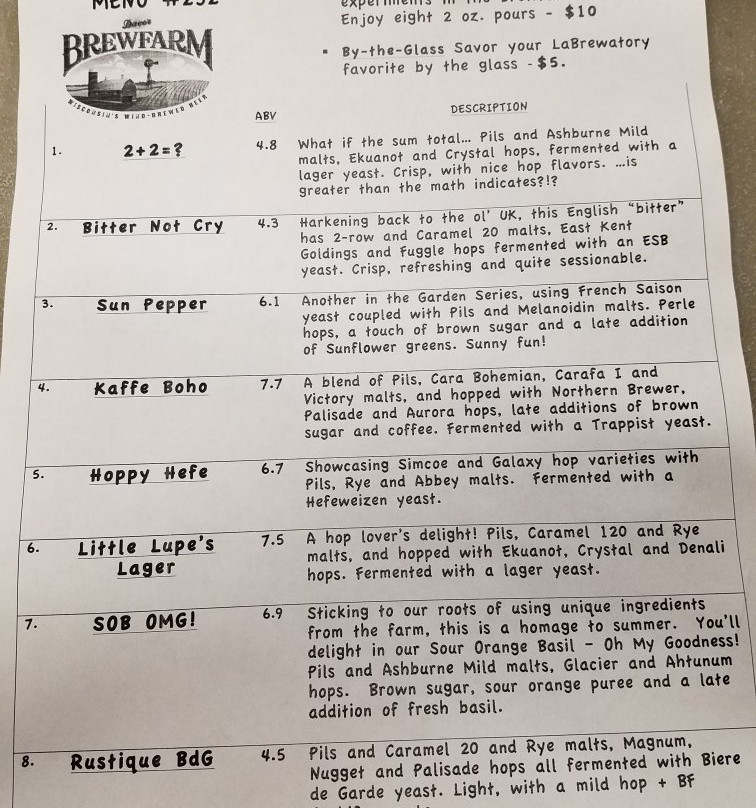 MENU #252
Dave's
BREWFARM
WISCONSIN'S WIND-BREWED BEER
Enjoy eight 2 oz. pours - $10
▪ By-the-Glass Savor your LaBrewatory
favorite by the glass -$5.
ABV
DESCRIPTION
1. 2+2=? 4.8 What if the sum total... Pils and Ashburne Mild
malts, Ekuanot and Crystal hops, fermented with a
lager yeast. Crisp, with nice hop flavors. ...is
greater than the math indicates?!?
2. Bitter Not Cry 4.3 Harkening back to the ol' UK, this English "bitter"
has 2-row and Caramel 20 malts, East Kent
Goldings and Fuggle hops fermented with an ESB
yeast. Crisp, refreshing and quite sessionable.
3. Sun Pepper 6.1 Another in the Garden Series, using French Saison
yeast coupled with Pils and Melanoidin malts. Perle
hops, a touch of brown sugar and a late addition
of Sunflower greens. Sunny fun!
4. Kaffe Boho 7.7 A blend of Pils, Cara Bohemian, Carafa I and
Victory malts, and hopped with Northern Brewer,
Palisade and Aurora hops, late additions of brown
sugar and coffee. Fermented with a Trappist yeast.
5. Hoppy Hefe 6.7 Showcasing Simcoe and Galaxy hop varieties with
Pils, Rye and Abbey malts. Fermented with a
Hefeweizen yeast.
6. Little Lupe's 7.5 A hop lover's delight! Pils, Caramel 120 and Rye
Lager malts, and hopped with Ekuanot, Crystal and Denali
hops. Fermented with a lager yeast.
7. SOB OMG! 6.9 Sticking to our roots of using unique ingredients
from the farm, this is a homage to summer. You'll
delight in our Sour Orange Basil - Oh My Goodness!
Pils and Ashburne Mild malts, Glacier and Ahtunum
hops. Brown sugar, sour orange puree and a late
addition of fresh basil.
8. Rustique BdG 4.5 Pils and Caramel 20 and Rye malts, Magnum,
Nugget and Palisade hops all fermented with Biere
de Garde yeast. Light, with a mild hop + BF